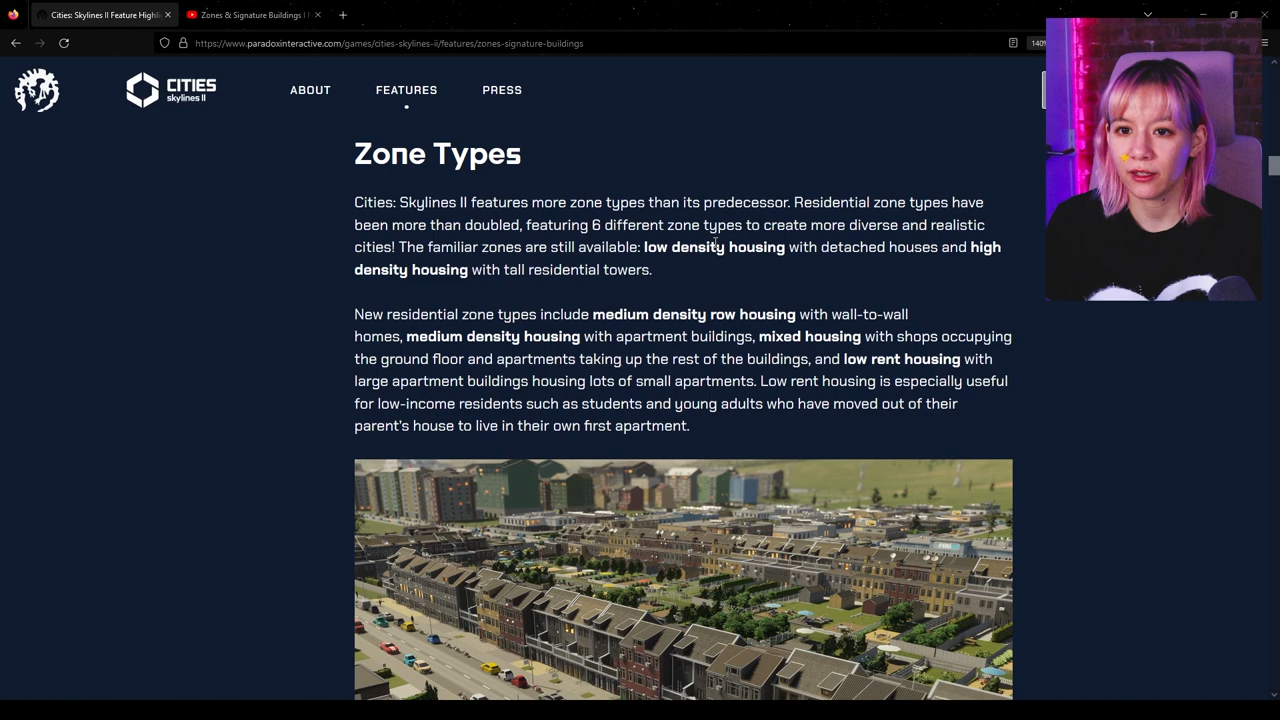 Cities: Skylines II Feature Highli
Zones & Signature Buildings |
https://www.paradoxinteractive.com/games/cities-skylines-ii/features/zones-signature-buildings
140%
CITIES
skylines II
ABOUT
FEATURES
PRESS
Zone Types
Cities: Skylines II features more zone types than its predecessor. Residential zone types have
been more than doubled, featuring 6 different zone types to create more diverse and realistic
cities! The familiar zones are still available: low density housing with detached houses and high
density housing with tall residential towers.
New residential zone types include medium density row housing with wall-to-wall
homes, medium density housing with apartment buildings, mixed housing with shops occupying
the ground floor and apartments taking up the rest of the buildings, and low rent housing with
large apartment buildings housing lots of small apartments. Low rent housing is especially useful
for low-income residents such as students and young adults who have moved out of their
parent's house to live in their own first apartment.